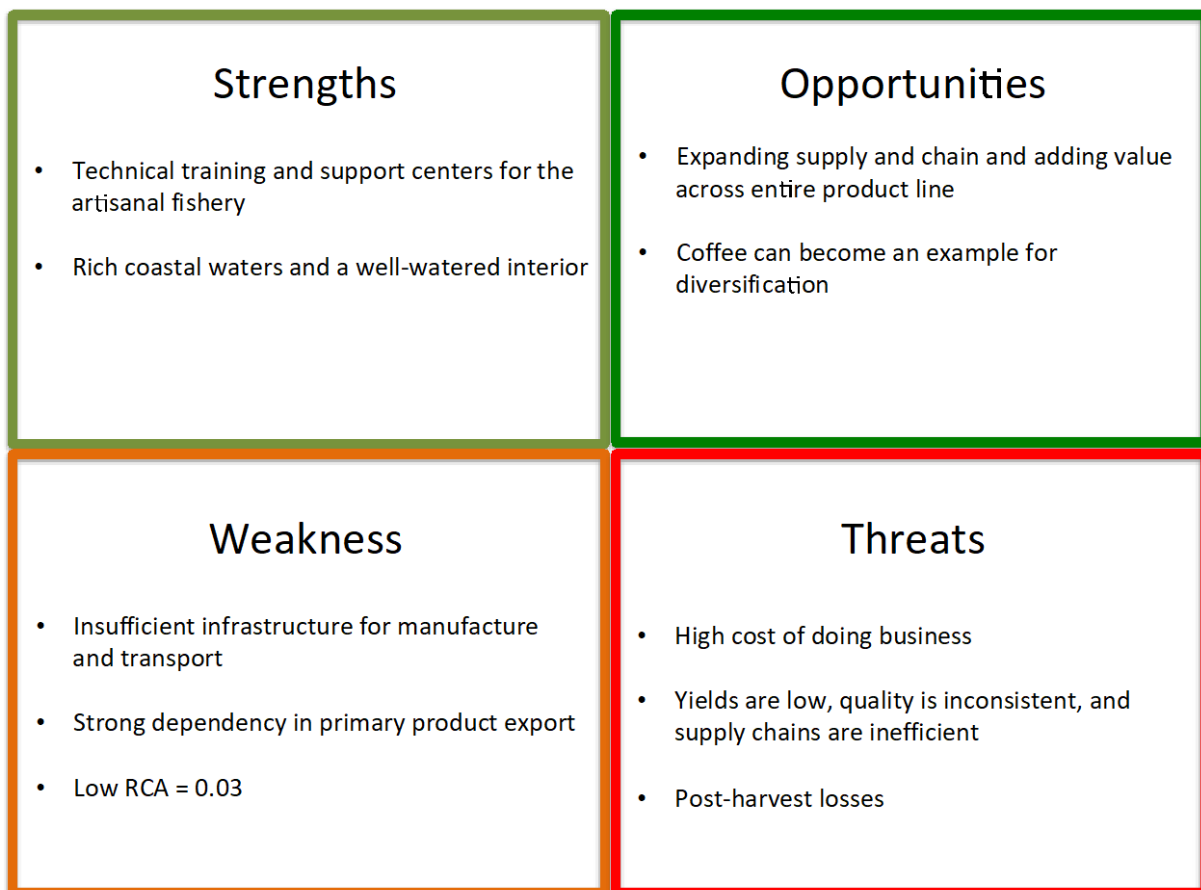 Strengths
• Technical training and support centers for the
artisanal fishery
• Rich coastal waters and a well-watered interior
Opportunities
• Expanding supply and chain and adding value
across entire product line
• Coffee can become an example for
diversification
Weakness
• Insufficient infrastructure for manufacture
and transport
• Strong dependency in primary product export
• Low RCA = 0.03
Threats
• High cost of doing business
• Yields are low, quality is inconsistent, and
supply chains are inefficient
• Post-harvest losses